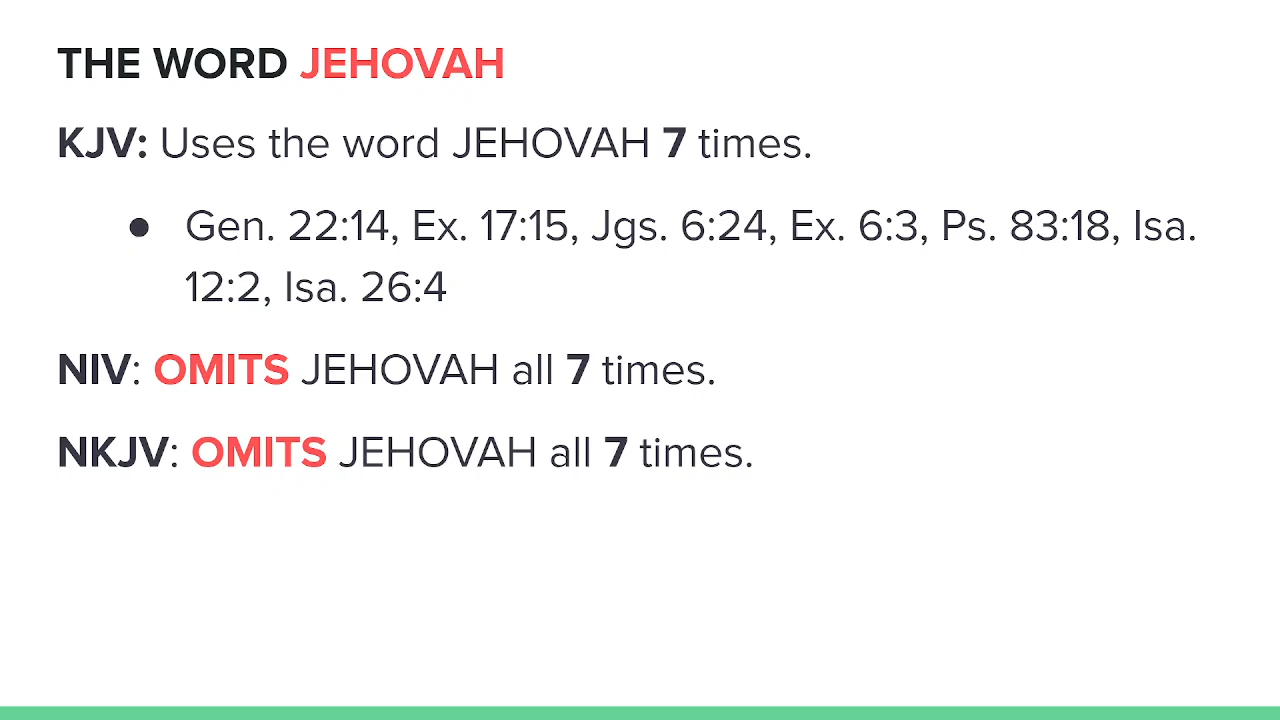 THE WORD JEHOVAH
KJV: Uses the word JEHOVAH 7 times.
● Gen. 22:14, Ex. 17:15, Jgs. 6:24, Ex. 6:3, Ps. 83:18, Isa.
12:2, Isa. 26:4
NIV: OMITS JEHOVAH all 7 times.
NKJV: OMITS JEHOVAH all 7 times.